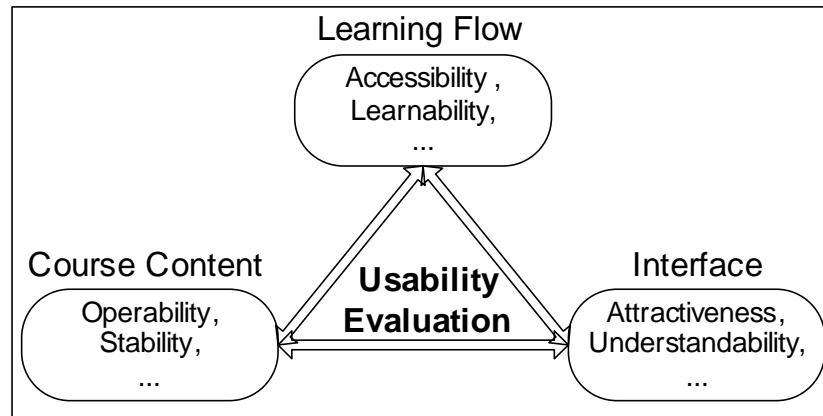 Learning Flow
Accessibility ,
Learnability,
...
Course Content
Operability,
Stability,
...
Usability
Evaluation
Interface
Attractiveness,
Understandability,
...